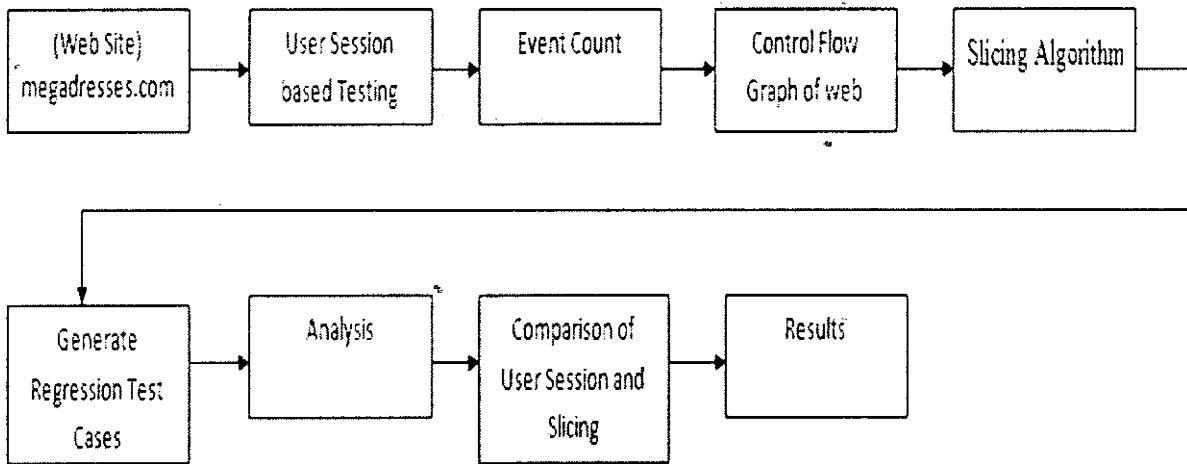 (Web Site)
megadresses.com
User Session
based Testing
Event Count
Control Flow
Graph of web
Slicing Algorithm
Generate
Regression Test
Cases
Analysis
Comparison of
User Session and
Slicing
Results